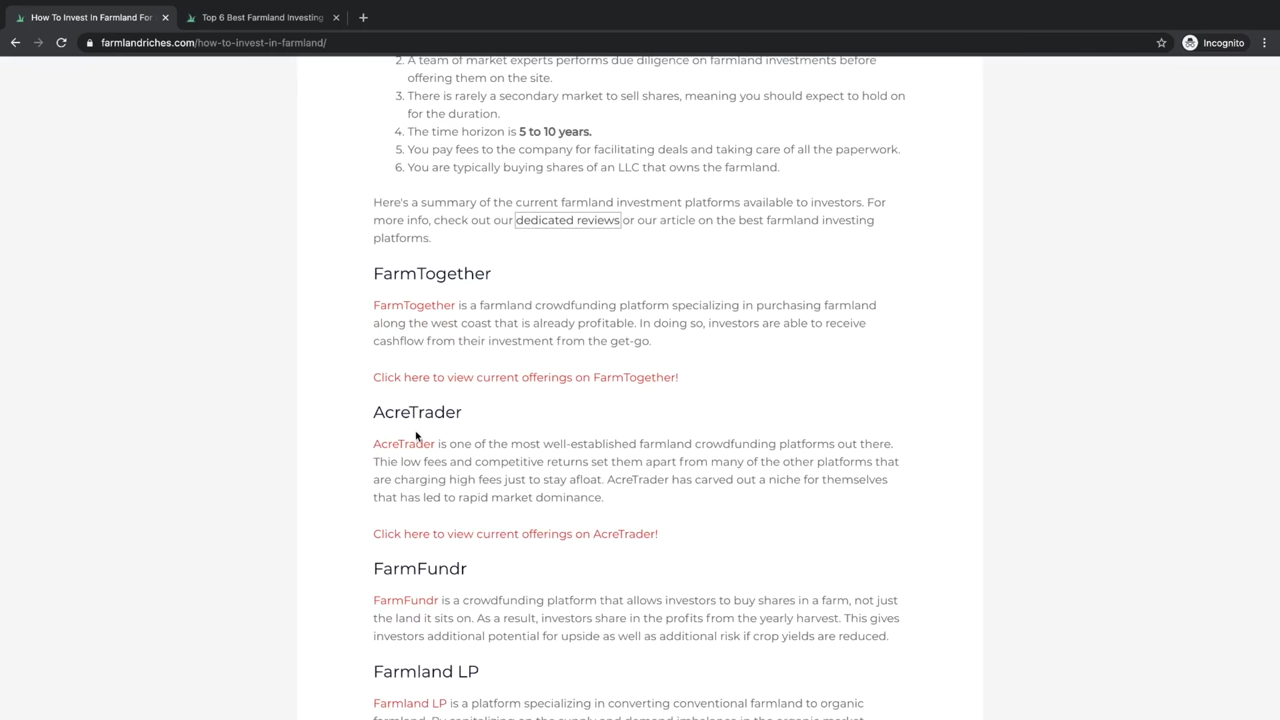 How To Invest In Farmland For
Top 6 Best Farmland Investing
farmlandriches.com/how-to-invest-in-farmland/
Incognito
2. A team of market experts performs due diligence on farmland investments before
offering them on the site.
3. There is rarely a secondary market to sell shares, meaning you should expect to hold on
for the duration.
4. The time horizon is 5 to 10 years.
5. You pay fees to the company for facilitating deals and taking care of all the paperwork.
6. You are typically buying shares of an LLC that owns the farmland.
Here's a summary of the current farmland investment platforms available to investors. For
more info, check out our dedicated reviews or our article on the best farmland investing
platforms.
FarmTogether
FarmTogether is a farmland crowdfunding platform specializing in purchasing farmland
along the west coast that is already profitable. In doing so, investors are able to receive
cashflow from their investment from the get-go.
Click here to view current offerings on FarmTogether!
AcreTrader
AcreTrader is one of the most well-established farmland crowdfunding platforms out there.
Thie low fees and competitive returns set them apart from many of the other platforms that
are charging high fees just to stay afloat. AcreTrader has carved out a niche for themselves
that has led to rapid market dominance.
Click here to view current offerings on AcreTrader!
FarmFundr
FarmFundr is a crowdfunding platform that allows investors to buy shares in a farm, not just
the land it sits on. As a result, investors share in the profits from the yearly harvest. This gives
investors additional potential for upside as well as additional risk if crop yields are reduced.
Farmland LP
Farmland LP is a platform specializing in converting conventional farmland to organic
farmland. By capitalizing on the supply and demand imbalance in the organic market